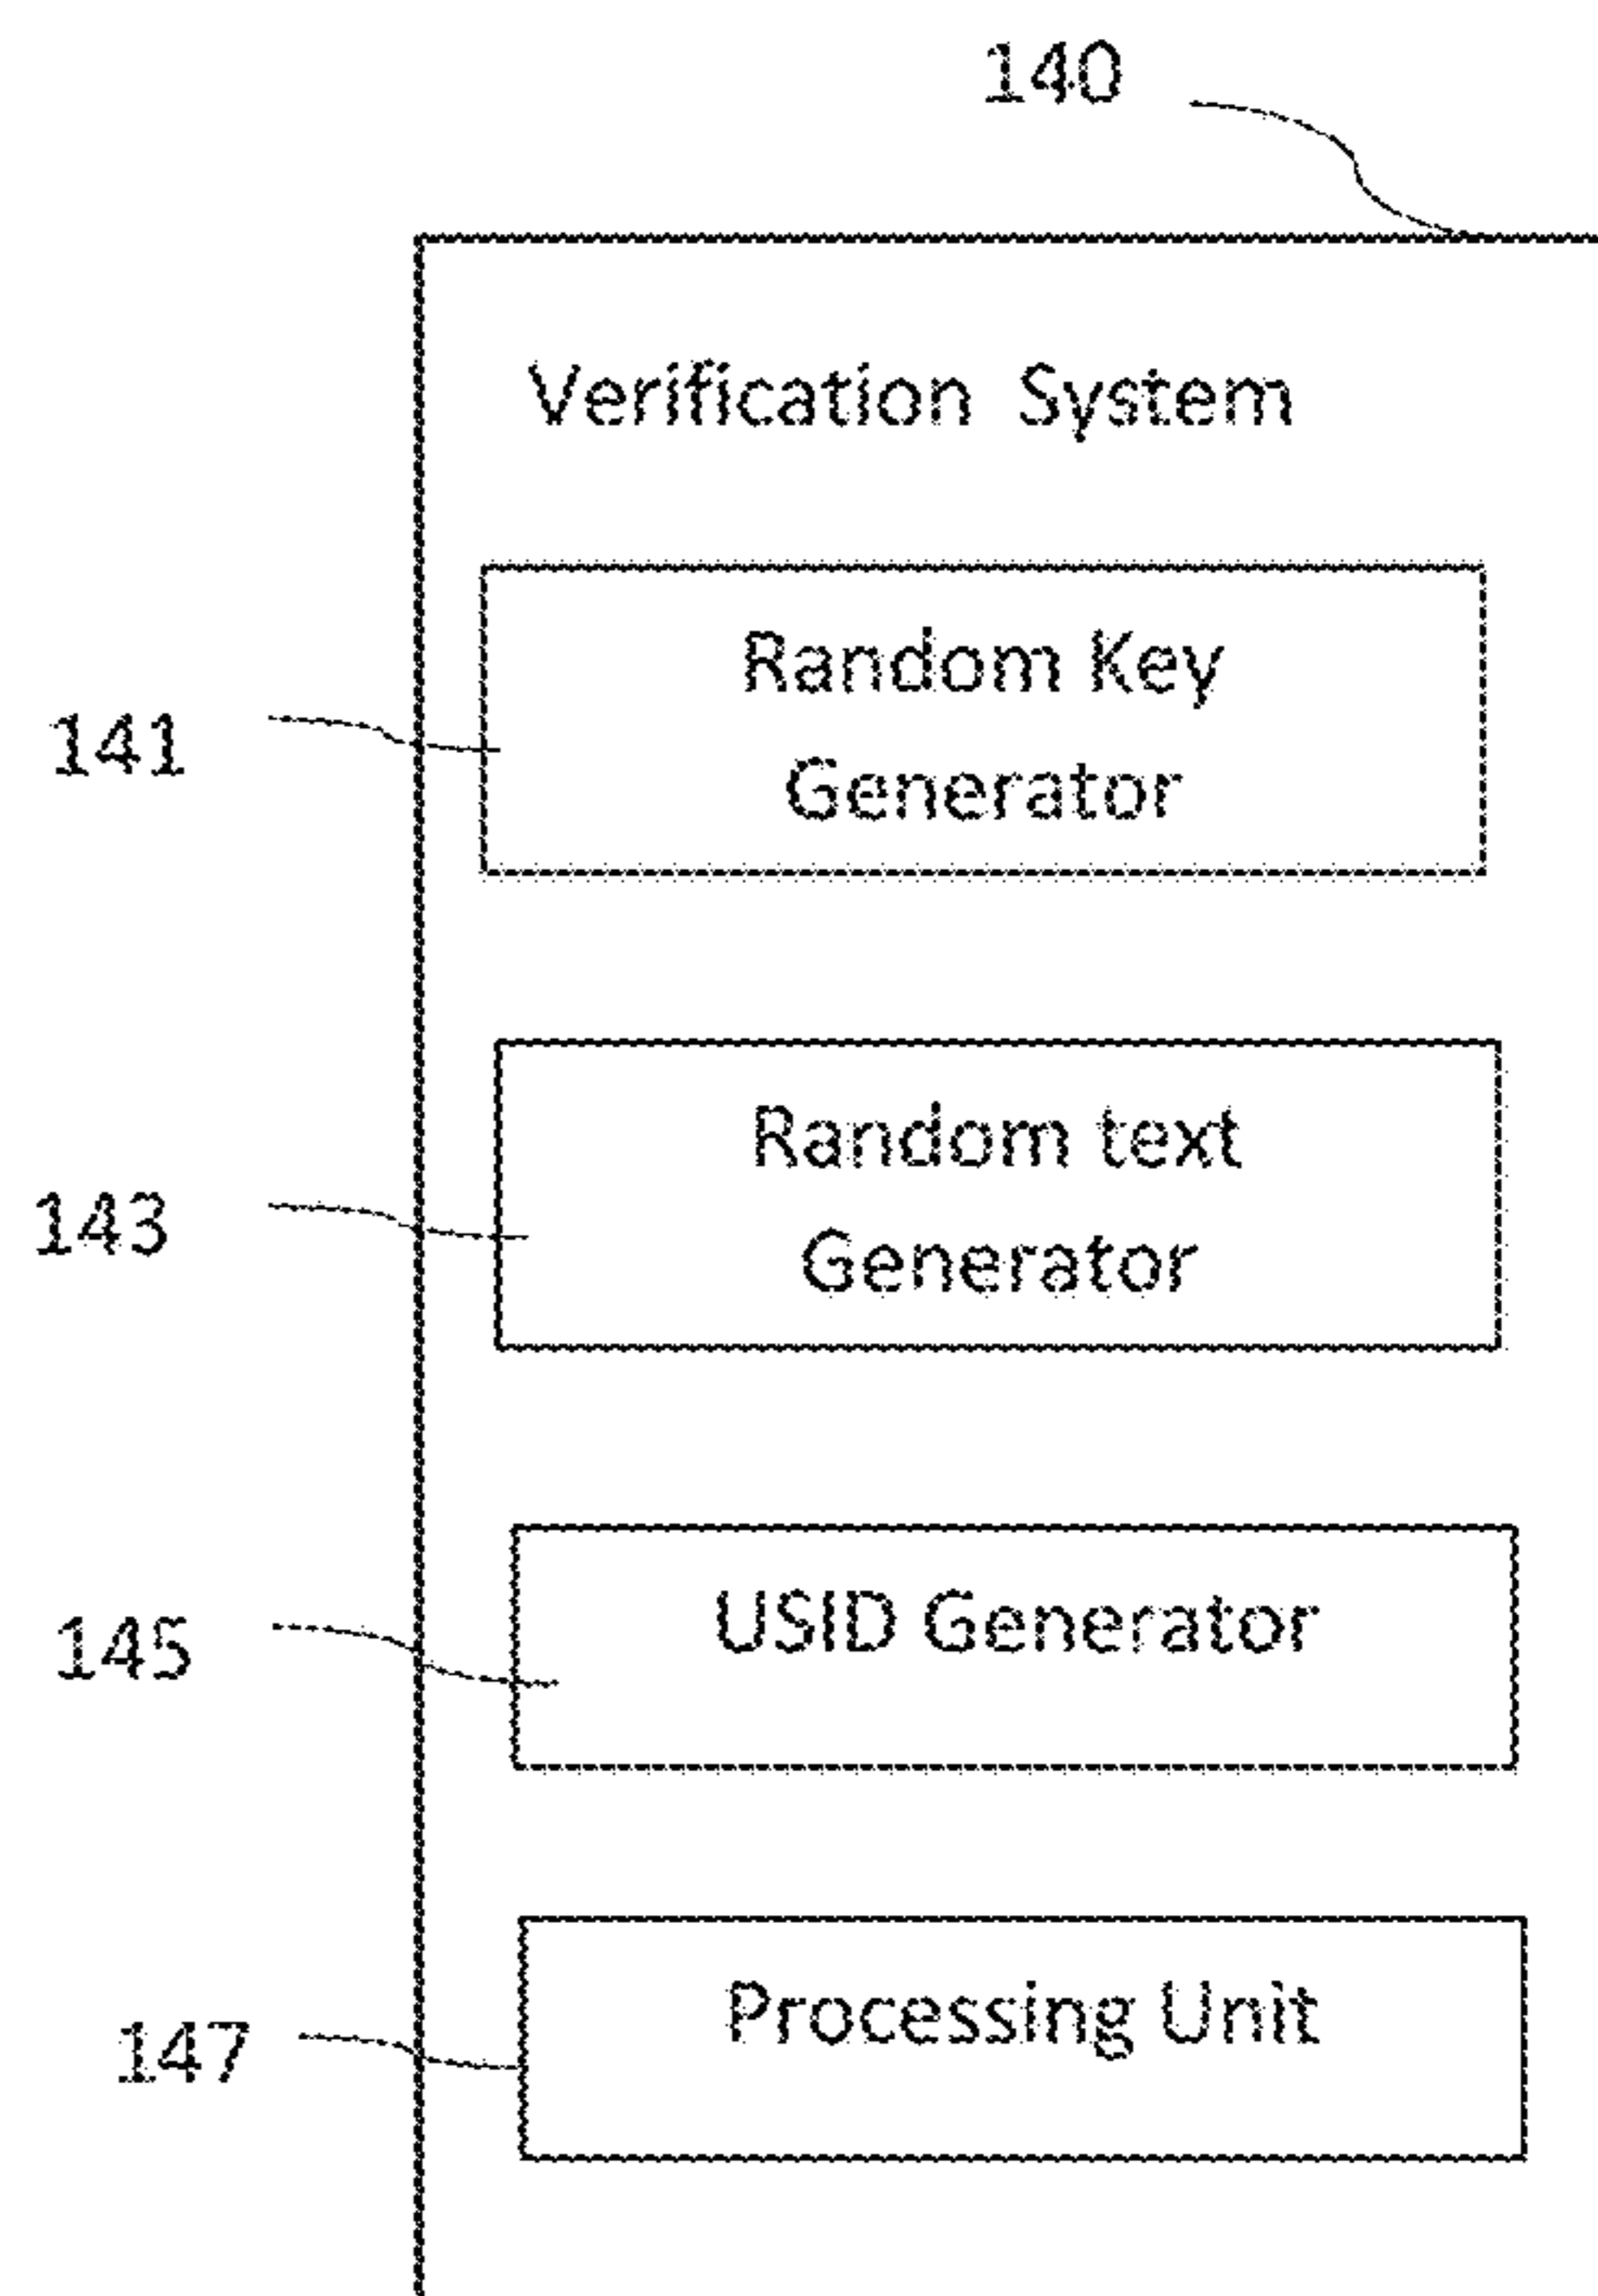 140
Verification System
Random Key
141
Generator
Random text
143
Generator
USID Generator
145
Processing Unit
147